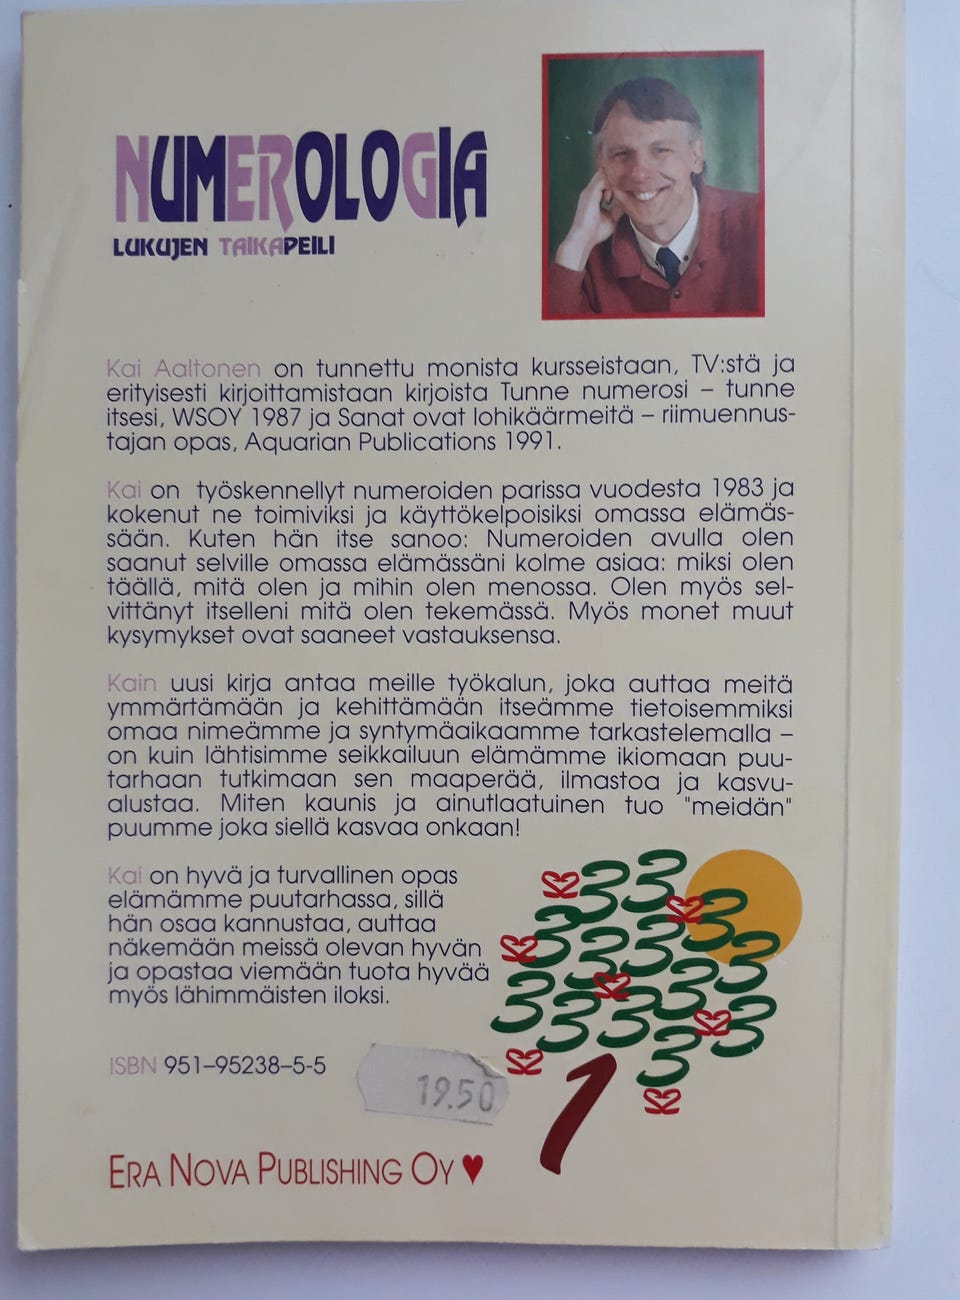 NUMEROLOGIA
LUKUJEN TAIKAPEILI
Kai Aaltonen on tunnettu monista kursseistaan, TV:stä ja
erityisesti kirjoittamistaan kirjoista Tunne numerosi – tunne
itsesi, WSOY 1987 ja Sanat ovat lohikäärmeitä – riimuennus-
tajan opas, Aquarian Publications 1991.
Kai on työskennellyt numeroiden parissa vuodesta 1983 ja
kokenut ne toimiviksi ja käyttökelpoisiksi omassa elämäs-
sään. Kuten hän itse sanoo: Numeroiden avulla olen
saanut selville omassa elämässäni kolme asiaa: miksi olen
täällä, mitä olen ja mihin olen menossa. Olen myös sel-
vittänyt itselleni mitä olen tekemässä. Myös monet muut
kysymykset ovat saaneet vastauksensa.
Kain uusi kirja antaa meille työkalun, joka auttaa meitä
ymmärtämään ja kehittämään itseämme tietoisemmiksi
omaa nimeämme ja syntymäaikaamme tarkastelemalla –
on kuin lähtisimme seikkailuun elämämme ikiomaan puu-
tarhaan tutkimaan sen maaperää, ilmastoa ja kasvu-
alustaa. Miten kaunis ja ainutlaatuinen tuo "meidän"
puumme joka siellä kasvaa onkaan!
Kai on hyvä ja turvallinen opas
elämämme puutarhassa, sillä
hän osaa kannustaa, auttaa
näkemään meissä olevan hyvän
ja opastaa viemään tuota hyvää
myös lähimmäisten iloksi.
ISBN 951–95238–5-5
19.50
1
ERA NOVA PUBLISHING OY ♥